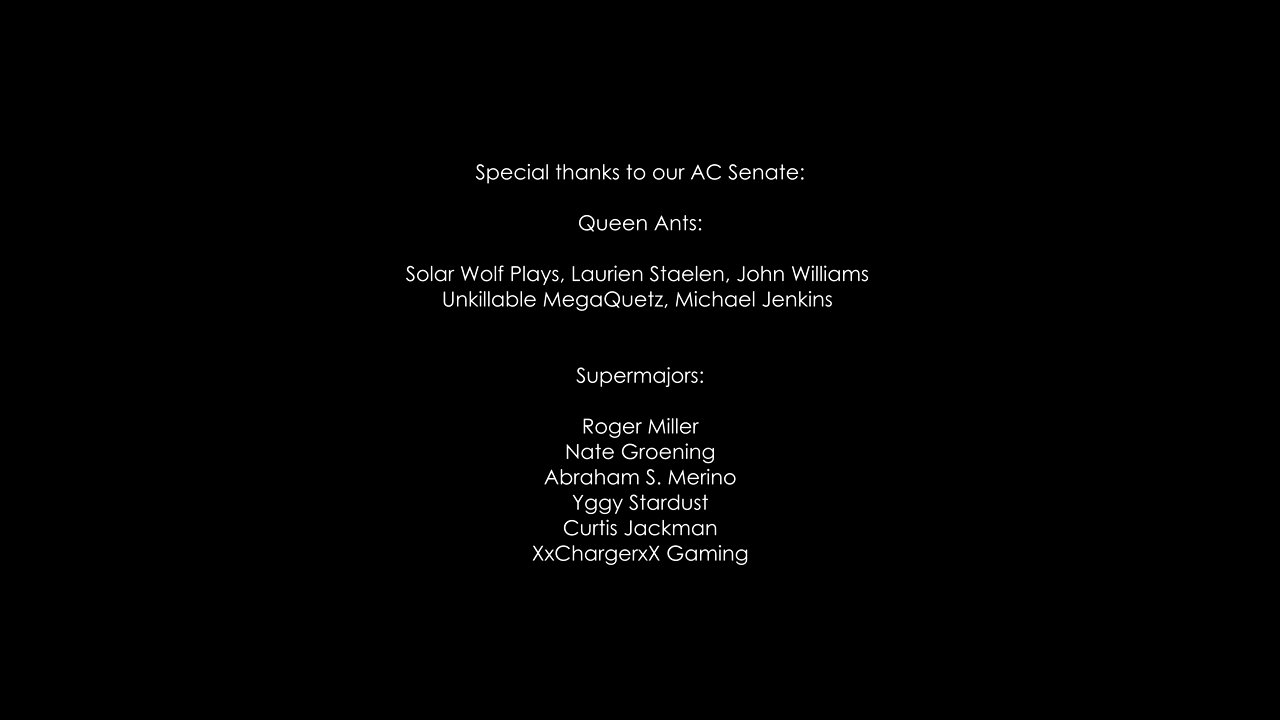 Special thanks to our AC Senate:
Queen Ants:
Solar Wolf Plays, Laurien Staelen, John Williams
Unkillable MegaQuetz, Michael Jenkins
Supermajors:
Roger Miller
Nate Groening
Abraham S. Merino
Yggy Stardust
Curtis Jackman
XxChargerxX Gaming